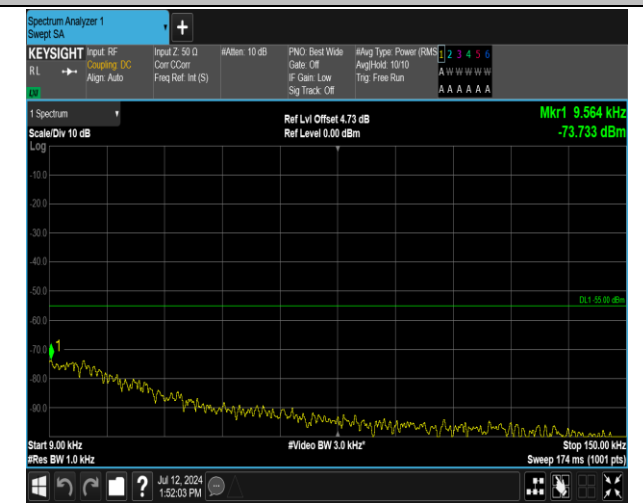 Spectrum Analyzer 1
Swept SA
+
KEYSIGHT
RL
Input: RF
Coupling: DC
Align: Auto
Input Z: 50 Ω
Corr CCorr
Freq Ref: Int (S)
#Atten: 10 dB
PNO: Best Wide
Gate: Off
IF Gain: Low
Sig Track: Off
#Avg Type: Power (RMS
Avg|Hold: 10/10
Trig: Free Run
1 2 3 4 5 6
A W W W W W
A A A A A A
1 Spectrum
Scale/Div 10 dB
Log
Ref Lvl Offset 4.73 dB
Ref Level 0.00 dBm
Mkr1 9.564 kHz
-73.733 dBm
-10.0
-20.0
-30.0
-40.0
-50.0
DL1 -55.00 dBm
-60.0
-70.0
1
-80.0
-90.0
Start 9.00 kHz
#Res BW 1.0 kHz
#Video BW 3.0 kHz*
Stop 150.00 kHz
Sweep 174 ms (1001 pts)
?
Jul 12, 2024
1:52:03 PM